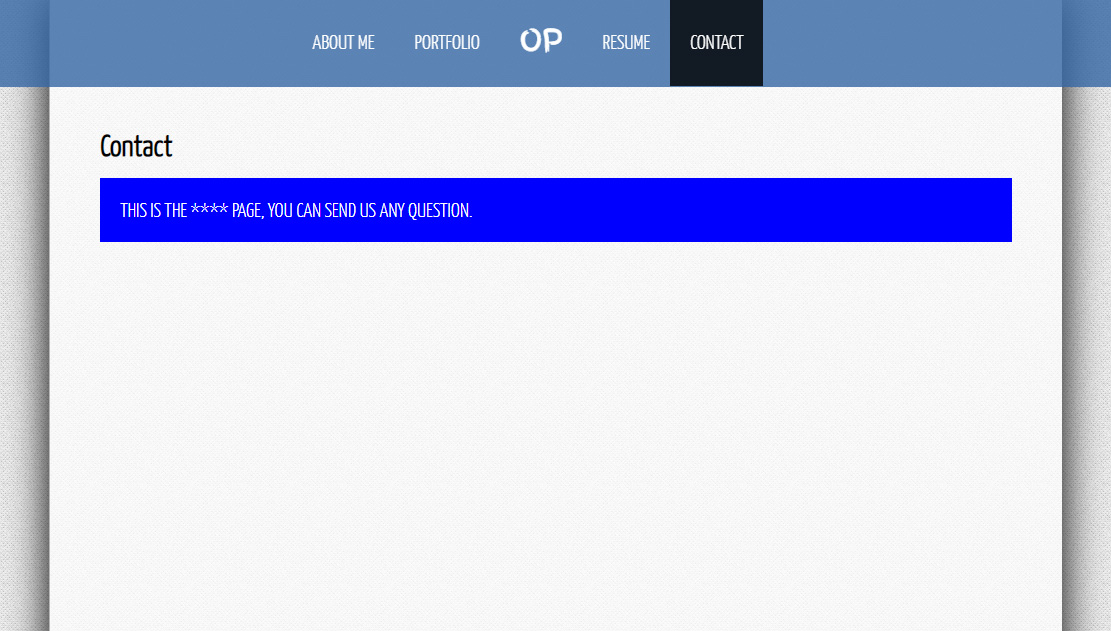 ABOUT ME PORTFOLIO OP RESUME CONTACT
Contact
THIS IS THE **** PAGE, YOU CAN SEND US ANY QUESTION.